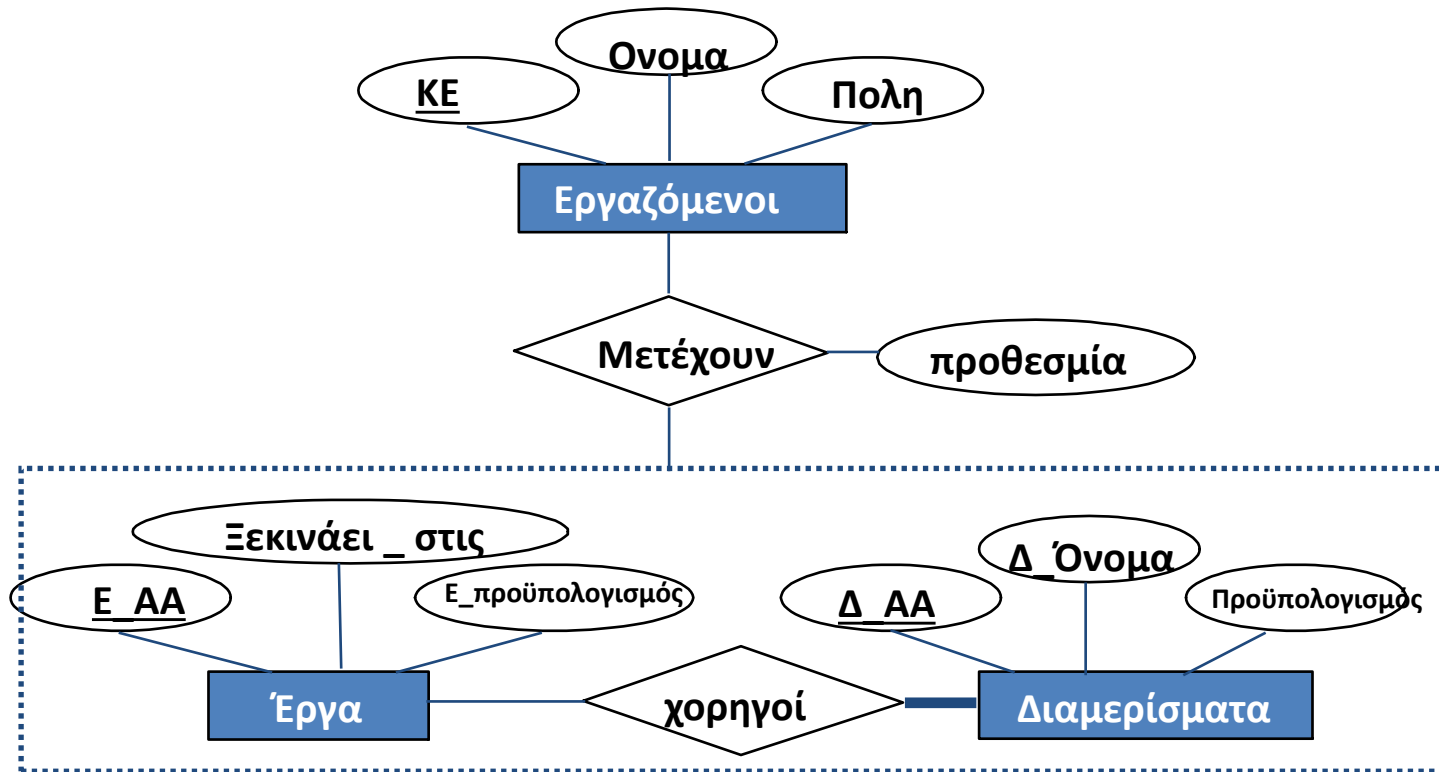 Ονομα
ΚΕ
Πολη
Εργαζόμενοι
Μετέχουν
προθεσμία
Ξεκινάει _ στις
Δ_Όνομα
Ε_ΑΑ
Ε_προϋπολογισμός
Δ_ΑΑ
Προϋπολογισμός
Έργα
χορηγοί
Διαμερίσματα